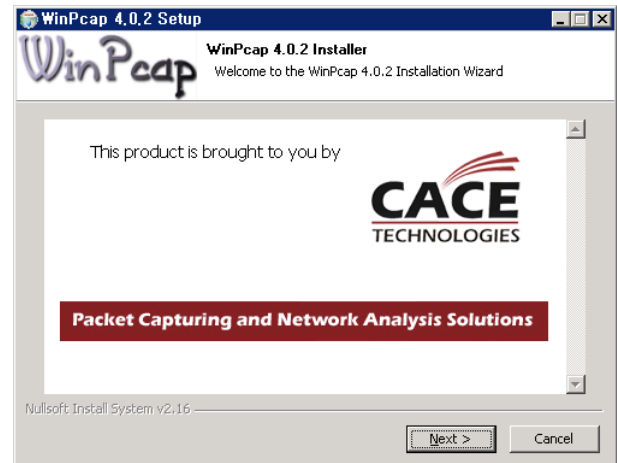 WinPcap 4.0.2 Setup
WinPcap
WinPcap 4.0.2 Installer
Welcome to the WinPcap 4.0.2 Installation Wizard
This product is brought to you by
CACE
TECHNOLOGIES
Packet Capturing and Network Analysis Solutions
Nullsoft Install System v2.16
Next >
Cancel